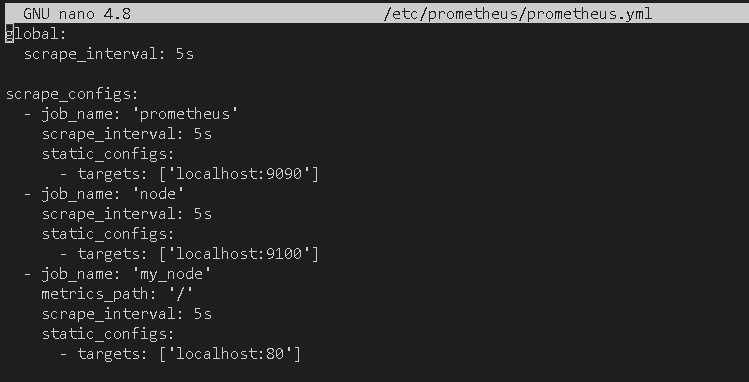 GNU nano 4.8 /etc/prometheus/prometheus.yml
global:
  scrape_interval: 5s

scrape_configs:
  - job_name: 'prometheus'
    scrape_interval: 5s
    static_configs:
      - targets: ['localhost:9090']
  - job_name: 'node'
    scrape_interval: 5s
    static_configs:
      - targets: ['localhost:9100']
  - job_name: 'my_node'
    metrics_path: '/'
    scrape_interval: 5s
    static_configs:
      - targets: ['localhost:80']